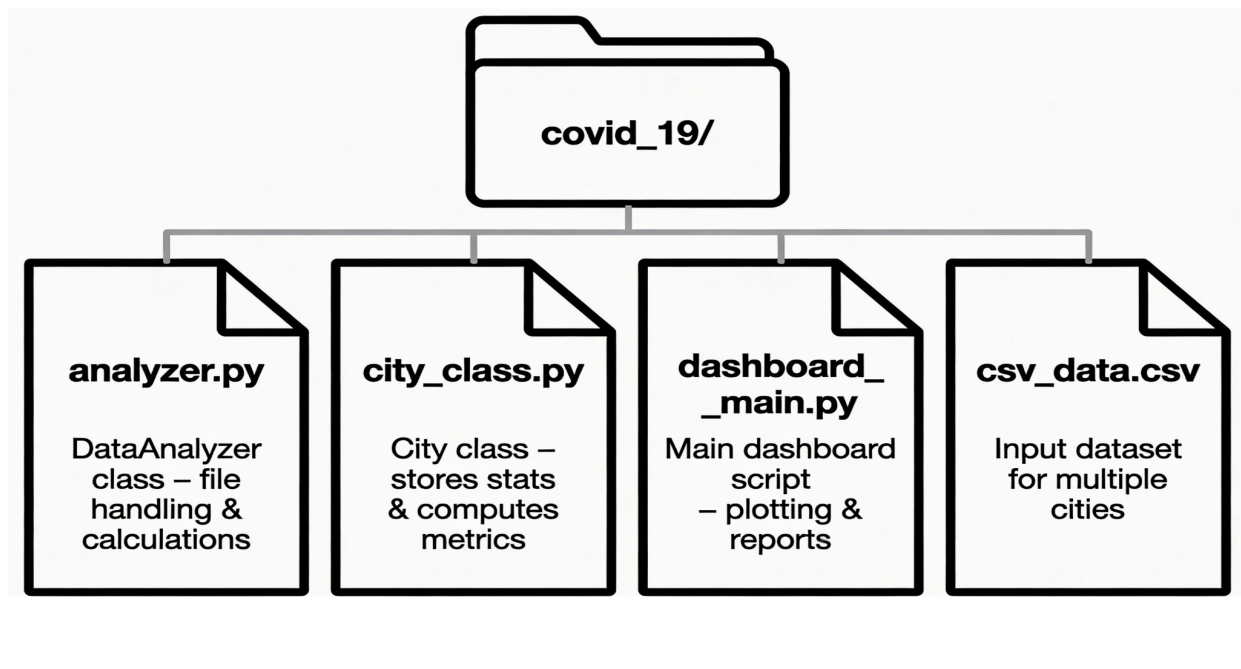 covid_19/
analyzer.py
DataAnalyzer
class – file
handling &
calculations
city_class.py
City class –
stores stats
& computes
metrics
dashboard_
_main.py
Main dashboard
script
– plotting &
reports
csv_data.csv
Input dataset
for multiple
cities